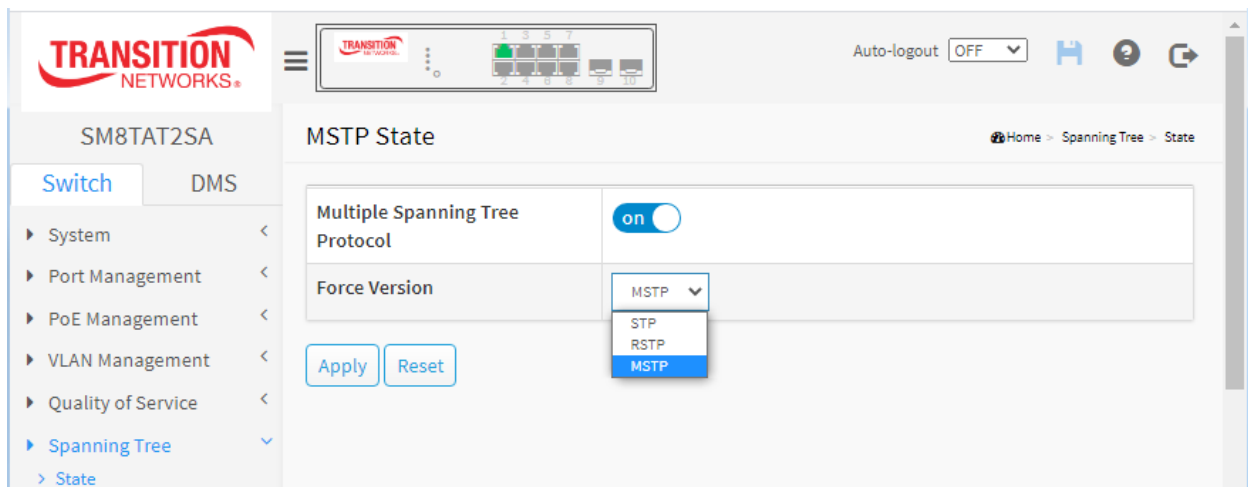 TRANSITION
NETWORKS®
TRANSITION
NETWORKS.
1 3 5 7
2 4 6 8 9 10
Auto-logout OFF
?
SM8TAT2SA
Switch DMS
System
Port Management
PoE Management
VLAN Management
Quality of Service
Spanning Tree
> State
MSTP State
Home > Spanning Tree > State
Multiple Spanning Tree
Protocol
on
Force Version
MSTP
STP
RSTP
MSTP
Apply Reset